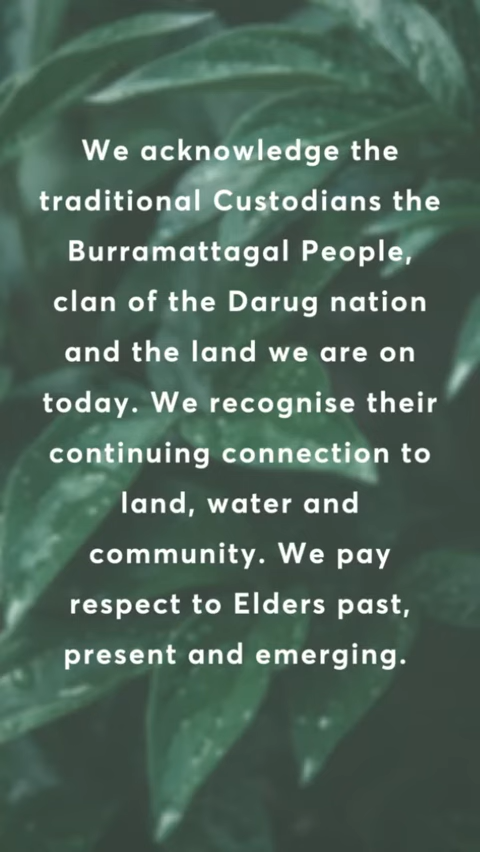 We acknowledge the
traditional Custodians the
Burramattagal People,
clan of the Darug nation
and the land we are on
today. We recognise their
continuing connection to
land, water and
community. We pay
respect to Elders past,
present and emerging.